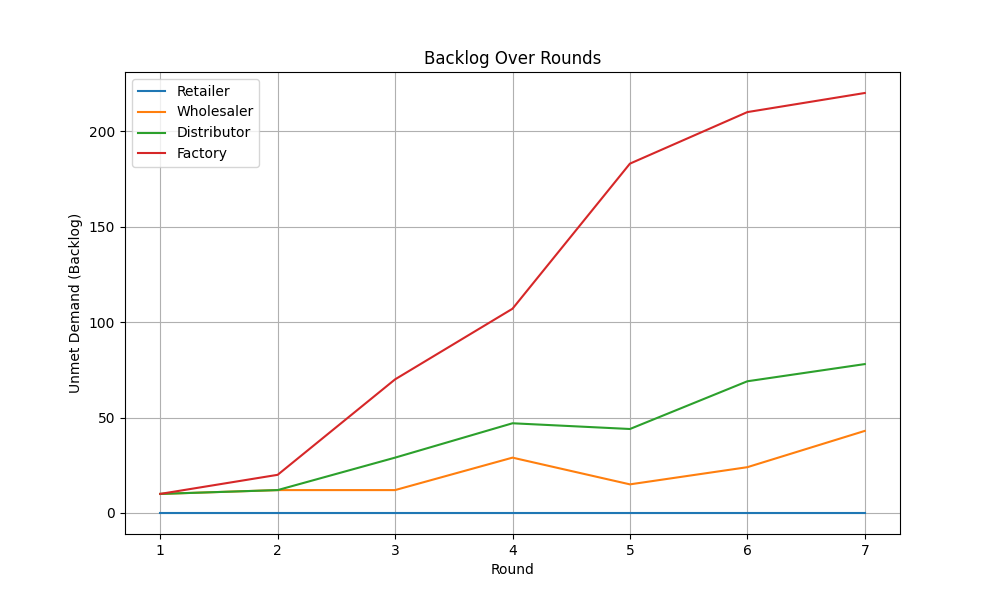 Backlog Over Rounds
Retailer
Wholesaler
Distributor
Factory
Unmet Demand (Backlog)
200
150
100
50
0
1 2 3 4 5 6 7
Round